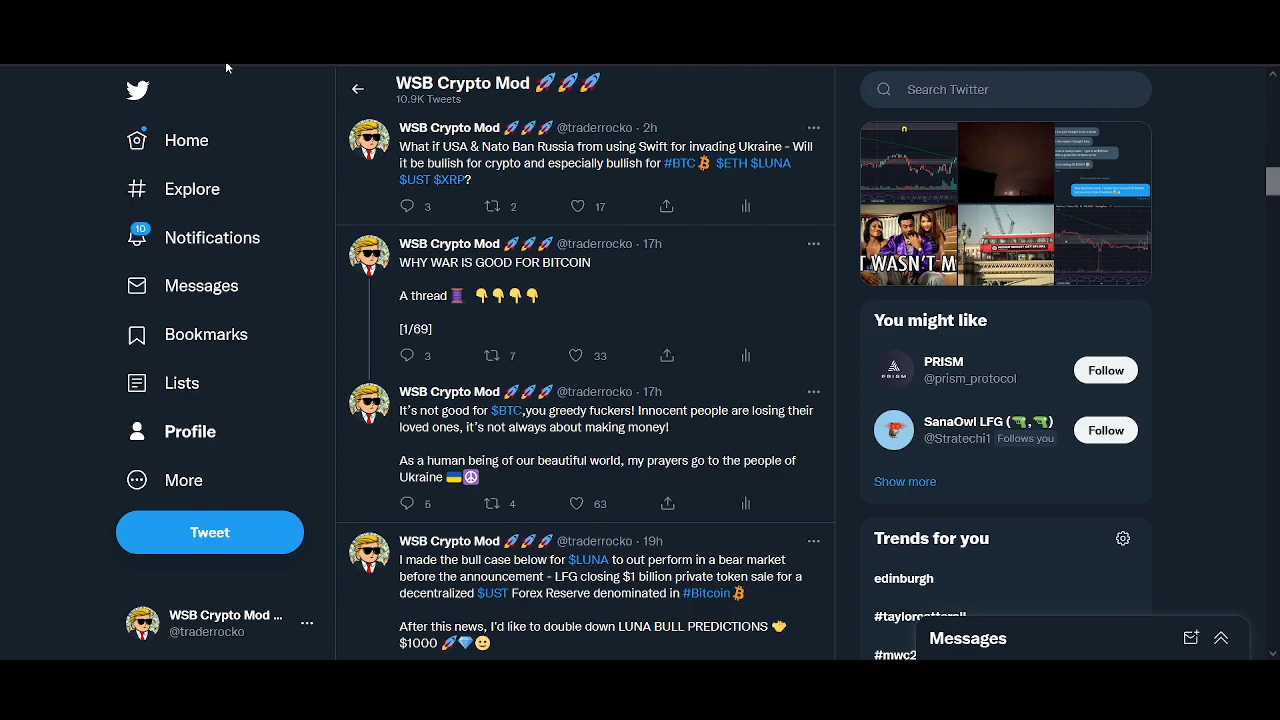 Home
Explore
10
Notifications
Messages
Bookmarks
Lists
Profile
More
Tweet
WSB Crypto Mod ...
@traderrocko
WSB Crypto Mod 🚀🚀🚀
10.9K Tweets
WSB Crypto Mod 🚀🚀🚀 @traderrocko · 2h
What if USA & Nato Ban Russia from using Swift for invading Ukraine - Will
it be bullish for crypto and especially bullish for #BTC $ETH $LUNA
$UST $XRP?
3 2 17
WSB Crypto Mod 🚀🚀🚀 @traderrocko · 17h
WHY WAR IS GOOD FOR BITCOIN
A thread 🧵 👇👇👇👇
[1/69]
3 7 33
WSB Crypto Mod 🚀🚀🚀 @traderrocko · 17h
It's not good for $BTC,you greedy fuckers! Innocent people are losing their
loved ones, it's not always about making money!
As a human being of our beautiful world, my prayers go to the people of
Ukraine 🇺🇦☮️
5 4 63
WSB Crypto Mod 🚀🚀🚀 @traderrocko · 19h
I made the bull case below for $LUNA to out perform in a bear market
before the announcement - LFG closing $1 billion private token sale for a
decentralized $UST Forex Reserve denominated in #Bitcoin
After this news, I'd like to double down LUNA BULL PREDICTIONS
$1000 🚀💎🙂
Search Twitter
T WASN'T M
You might like
PRISM
@prism_protocol
Follow
SanaOwl LFG (🔫,🔫)
@Stratechi1 Follows you
Follow
Show more
Trends for you
edinburgh
Messages